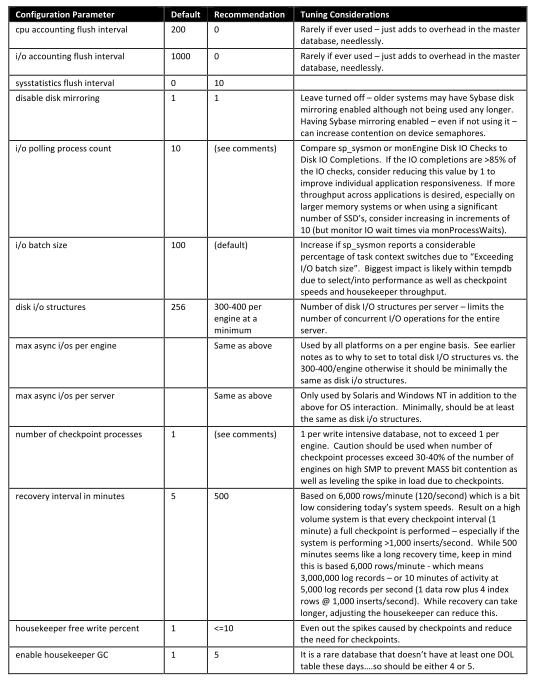 Configuration Parameter Default Recommendation Tuning Considerations
cpu accounting flush interval 200 0 Rarely if ever used – just adds to overhead in the master
database, needlessly.
i/o accounting flush interval 1000 0 Rarely if ever used – just adds to overhead in the master
database, needlessly.
sysstatistics flush interval 0 10
disable disk mirroring 1 1 Leave turned off – older systems may have Sybase disk
mirroring enabled although not being used any longer.
Having Sybase mirroring enabled – even if not using it –
can increase contention on device semaphores.
i/o polling process count 10 (see comments) Compare sp_sysmon or monEngine Disk IO Checks to
Disk IO Completions. If the IO completions are >85% of
the IO checks, consider reducing this value by 1 to
improve individual application responsiveness. If more
throughput across applications is desired, especially on
larger memory systems or when using a significant
number of SSD's, consider increasing in increments of
10 (but monitor IO wait times via monProcessWaits).
i/o batch size 100 (default) Increase if sp_sysmon reports a considerable
percentage of task context switches due to "Exceeding
I/O batch size". Biggest impact is likely within tempdb
due to select/into performance as well as checkpoint
speeds and housekeeper throughput.
disk i/o structures 256 300-400 per Number of disk I/O structures per server – limits the
engine at a number of concurrent I/O operations for the entire
minimum server.
max async i/os per engine Same as above Used by all platforms on a per engine basis. See earlier
notes as to why to set to total disk I/O structures vs. the
300-400/engine otherwise it should be minimally the
same as disk i/o structures.
max async i/os per server Same as above Only used by Solaris and Windows NT in addition to the
above for OS interaction. Minimally, should be at least
the same as disk i/o structures.
number of checkpoint processes 1 (see comments) 1 per write intensive database, not to exceed 1 per
engine. Caution should be used when number of
checkpoint processes exceed 30-40% of the number of
engines on high SMP to prevent MASS bit contention as
well as leveling the spike in load due to checkpoints.
recovery interval in minutes 5 500 Based on 6,000 rows/minute (120/second) which is a bit
low considering today's system speeds. Result on a high
volume system is that every checkpoint interval (1
minute) a full checkpoint is performed – especially if the
system is performing >1,000 inserts/second. While 500
minutes seems like a long recovery time, keep in mind
this is based 6,000 rows/minute - which means
3,000,000 log records – or 10 minutes of activity at
5,000 log records per second (1 data row plus 4 index
rows @ 1,000 inserts/second). While recovery can take
longer, adjusting the housekeeper can reduce this.
housekeeper free write percent 1 <=10 Even out the spikes caused by checkpoints and reduce
the need for checkpoints.
enable housekeeper GC 1 5 It is a rare database that doesn't have at least one DOL
table these days....so should be either 4 or 5.